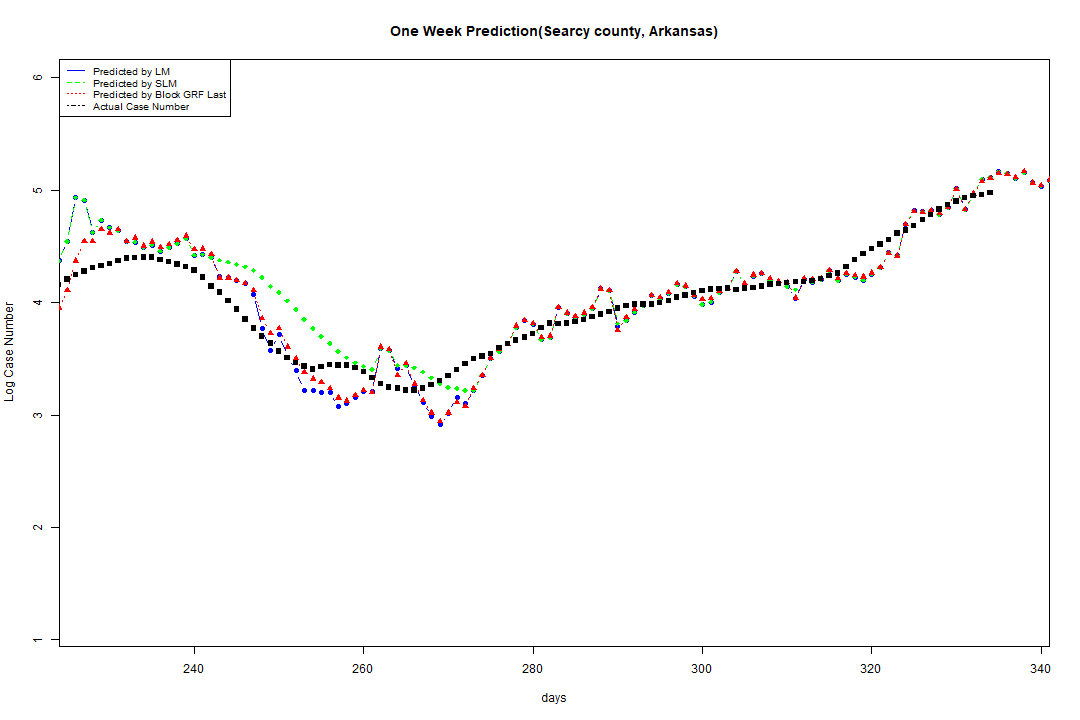 One Week Prediction(Searcy county, Arkansas)
Predicted by LM
Predicted by SLM
Predicted by Block GRF Last
Actual Case Number
Log Case Number
6
5
4
3
2
1
240 260 280 300 320 340
days